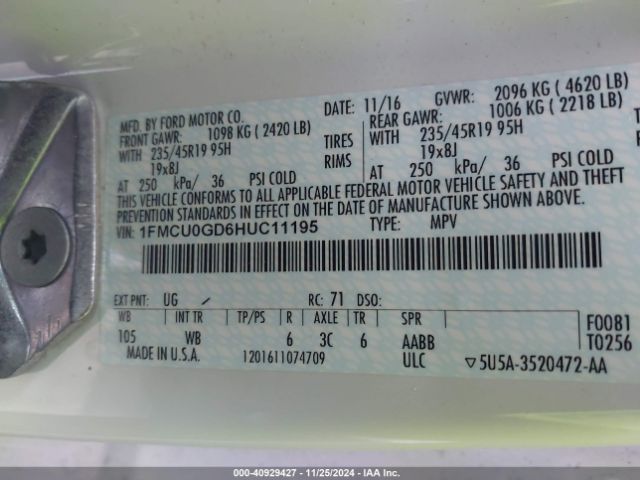 MFD. BY FORD MOTOR CO.
DATE: 11/16 GVWR: 2096 KG ( 4620 LB)
FRONT GAWR: 1098 KG ( 2420 LB) REAR GAWR: 1006 KG ( 2218 LB)
WITH 235/45R19 95H TIRES WITH 235/45R19 95H
19x8J RIMS 19x8J
AT 250 kPa/ 36 PSI COLD AT 250 kPa/ 36 PSI COLD
THIS VEHICLE CONFORMS TO ALL APPLICABLE FEDERAL MOTOR VEHICLE SAFETY AND THEFT
PREVENTION STANDARDS IN EFFECT ON THE DATE OF MANUFACTURE SHOWN ABOVE.
VIN: 1FMCU0GD6HUC11195 TYPE: MPV
EXT PNT: UG RC: 71 DSO:
WB INT TR TP/PS R AXLE TR SPR F0081
105 WB 6 3C 6 AABB T0256
MADE IN U.S.A. 1201611074709 ULC ▽5U5A-3520472-AA
000-40929427 - 11/25/2024 - IAA Inc.